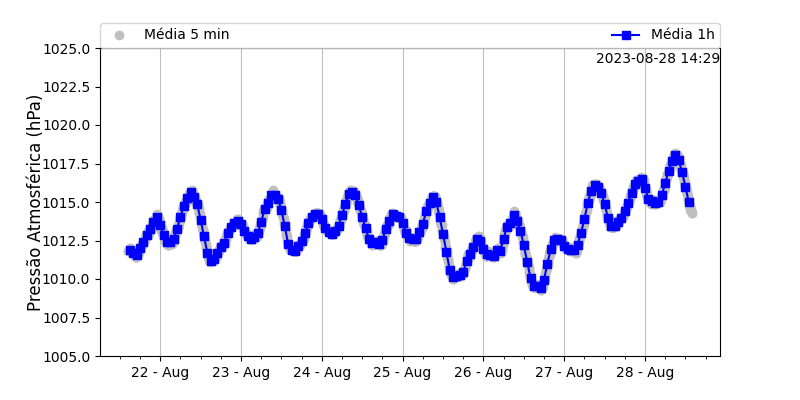 Média 5 min
Média 1h
2023-08-28 14:29
Pressão Atmosférica (hPa)
1025.0
1022.5
1020.0
1017.5
1015.0
1012.5
1010.0
1007.5
1005.0
22 - Aug
23 - Aug
24 - Aug
25 - Aug
26 - Aug
27 - Aug
28 - Aug